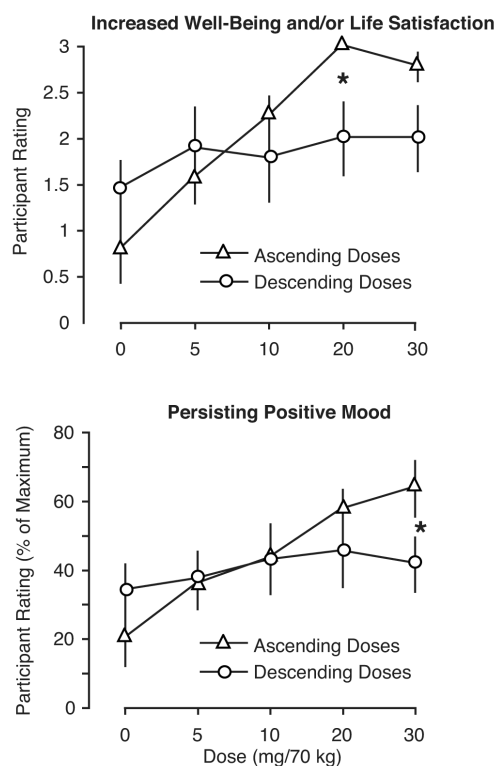 Increased Well-Being and/or Life Satisfaction
Participant Rating
3
2.5
2
1.5
1
0.5
0
*
Ascending Doses
Descending Doses
0 5 10 20 30
Persisting Positive Mood
Participant Rating (% of Maximum)
80
60
40
20
0
*
Ascending Doses
Descending Doses
0 5 10 20 30
Dose (mg/70 kg)